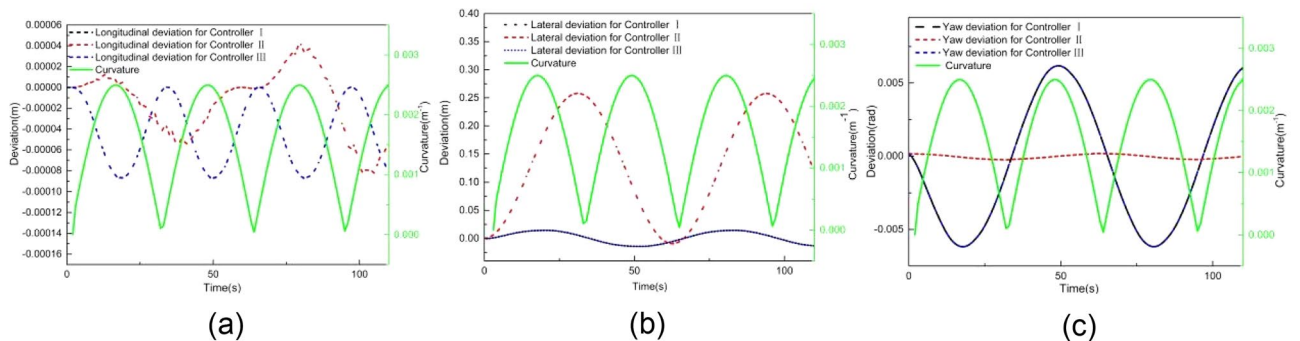 0.00006
0.00004
0.00002
0.00000
-0.00002
-0.00004
-0.00006
-0.00008
-0.00010
-0.00012
-0.00014
-0.00016
Deviation(m)
Longitudinal deviation for Controller Ⅰ
Longitudinal deviation for Controller Ⅱ
Longitudinal deviation for Controller Ⅲ
Curvature
0.003
0.002
0.001
0.000
Curvature(m⁻¹)
0 50 100
Time(s)
(a)
0.40
0.35
0.30
0.25
0.20
0.15
0.10
0.05
0.00
Deviation(m)
Lateral deviation for Controller Ⅰ
Lateral deviation for Controller Ⅱ
Lateral deviation for Controller Ⅲ
Curvature
0.003
0.002
0.001
0.000
Curvature(m⁻¹)
0 50 100
Time(s)
(b)
0.005
0.000
-0.005
Deviation(rad)
Yaw deviation for Controller Ⅰ
Yaw deviation for Controller Ⅱ
Yaw deviation for Controller Ⅲ
Curvature
0.003
0.002
0.001
0.000
Curvature(m⁻¹)
0 50 100
Time(s)
(c)